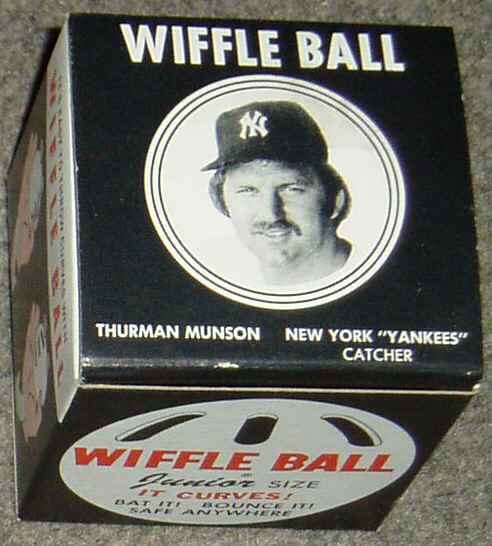 WIFFLE BALL
NY
THURMAN MUNSON
NEW YORK "YANKEES"
CATCHER
WIFFLE BALL
®
Junior SIZE
IT CURVES!
BAT IT! BOUNCE IT!
SAFE ANYWHERE